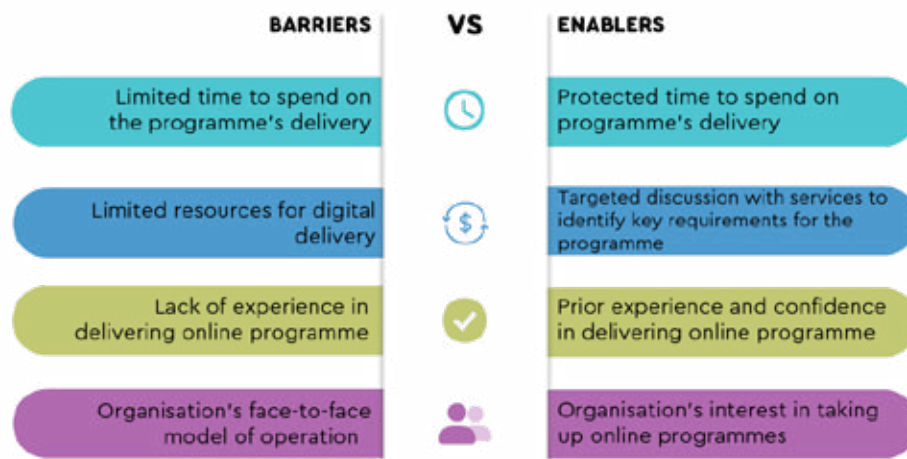 BARRIERS VS ENABLERS
Limited time to spend on
the programme's delivery
Protected time to spend on
programme's delivery
Limited resources for digital
delivery
$
Targeted discussion with services to
identify key requirements for the
programme
Lack of experience in
delivering online programme
Prior experience and confidence
in delivering online programme
Organisation's face-to-face
model of operation
Organisation's interest in taking
up online programmes